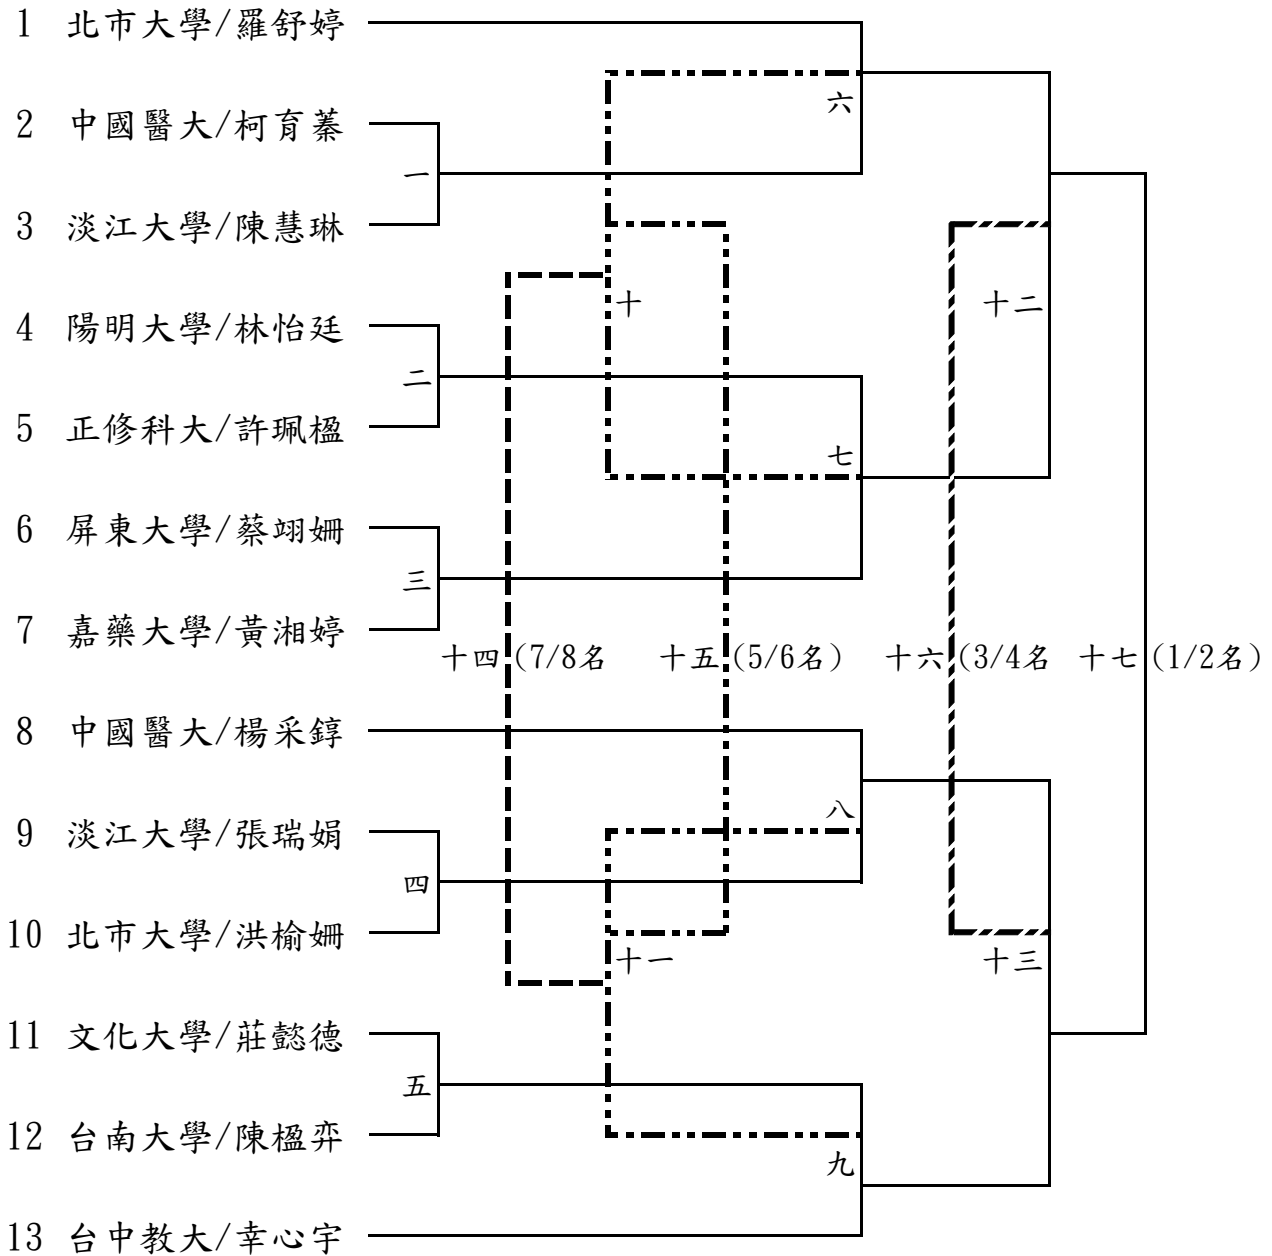 1 北市大學/羅舒婷
六
2 中國醫大/柯育蓁
一
3 淡江大學/陳慧琳
十
十二
4 陽明大學/林怡廷
二
5 正修科大/許珮楹
七
6 屏東大學/蔡翊姍
三
7 嘉藥大學/黃湘婷
十四(7/8名 十五(5/6名) 十六(3/4名 十七(1/2名)
8 中國醫大/楊采錞
八
9 淡江大學/張瑞娟
四
10 北市大學/洪榆姍
十一
十三
11 文化大學/莊懿德
五
12 台南大學/陳楹弈
九
13 台中教大/幸心宇